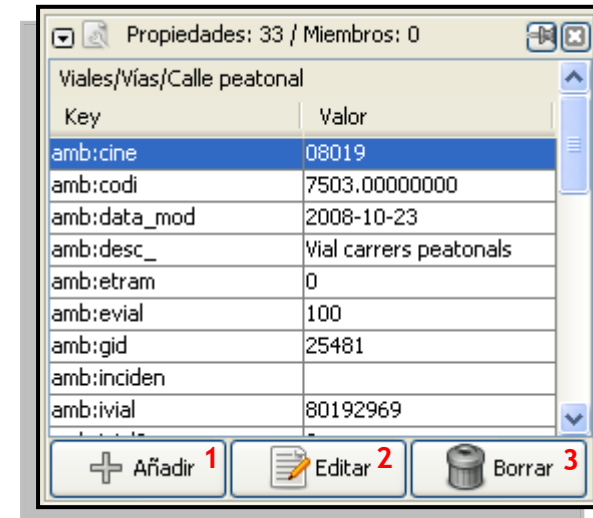 Propiedades: 33 / Miembros: 0
Viales/Vías/Calle peatonal
Key Valor
amb:cine 08019
amb:codi 7503.00000000
amb:data_mod 2008-10-23
amb:desc_ Vial carrers peatonals
amb:etram 0
amb:evial 100
amb:gid 25481
amb:inciden
amb:ivial 80192969
Añadir 1 Editar 2 Borrar 3